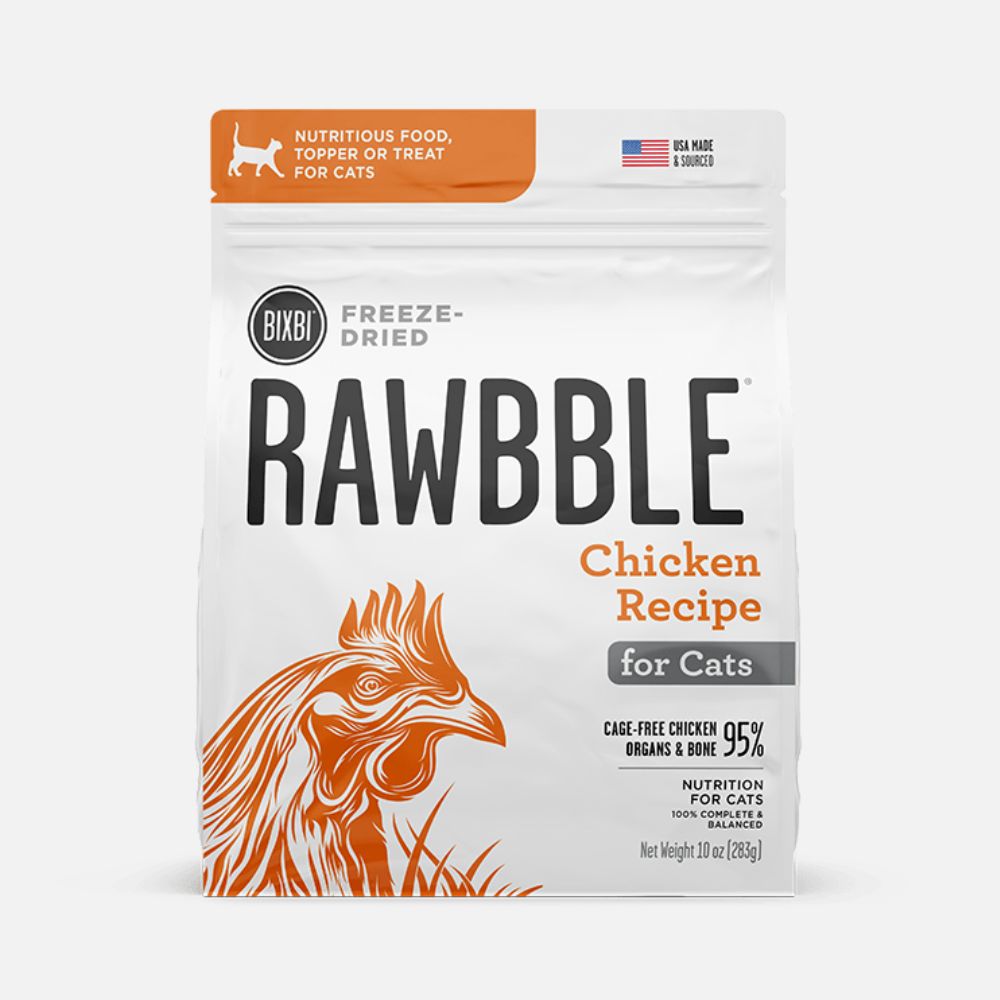 NUTRITIOUS FOOD,
TOPPER OR TREAT
FOR CATS
USA MADE
& SOURCED
BIXBI
FREEZE-
DRIED
RAWBBLE®
Chicken
Recipe
for Cats
CAGE-FREE CHICKEN
ORGANS & BONE
95%
NUTRITION
FOR CATS
100% COMPLETE &
BALANCED
Net Weight 10 oz (283g)